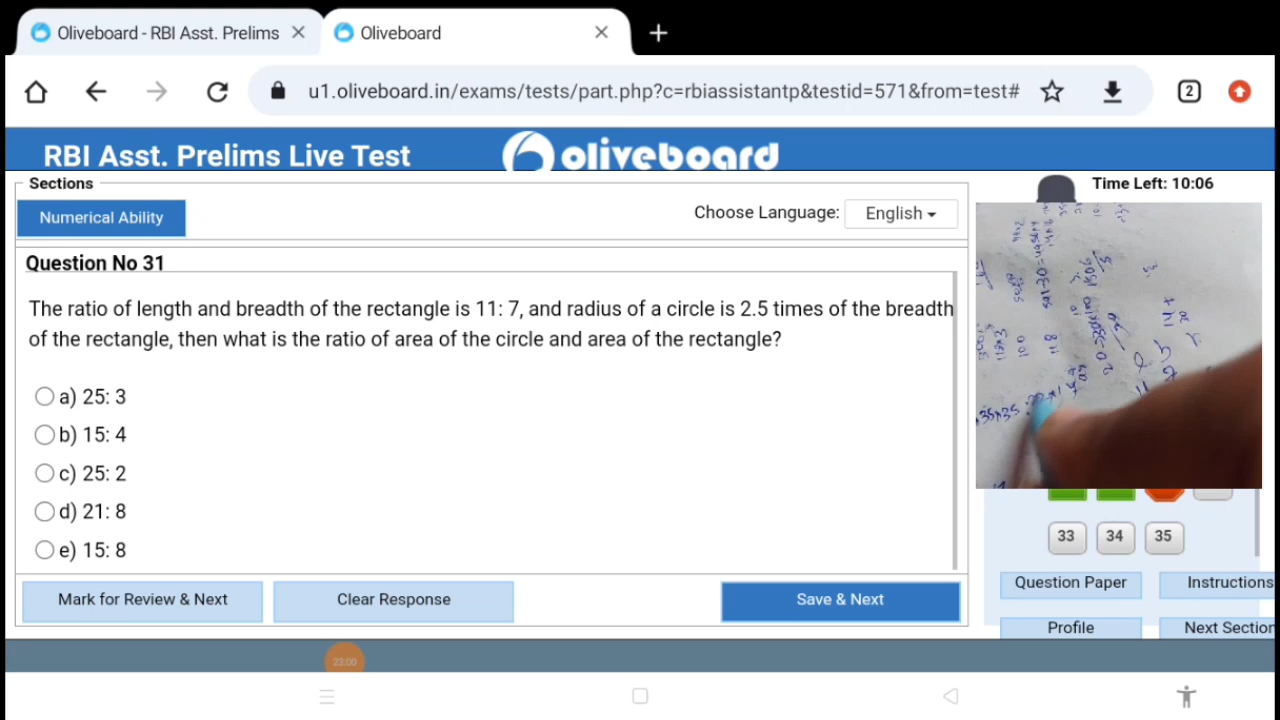 Oliveboard - RBI Asst. Prelims
Oliveboard
u1.oliveboard.in/exams/tests/part.php?c=rbiassistantp&testid=571&from=test#
2
RBI Asst. Prelims Live Test
oliveboard
Sections
Time Left: 10:06
Numerical Ability
Choose Language:
English
Question No 31
The ratio of length and breadth of the rectangle is 11: 7, and radius of a circle is 2.5 times of the breadth
of the rectangle, then what is the ratio of area of the circle and area of the rectangle?
a) 25: 3
b) 15: 4
c) 25: 2
d) 21: 8
e) 15: 8
33 34 35
Question Paper
Instructions
Mark for Review & Next
Clear Response
Save & Next
Profile
Next Section
23:00